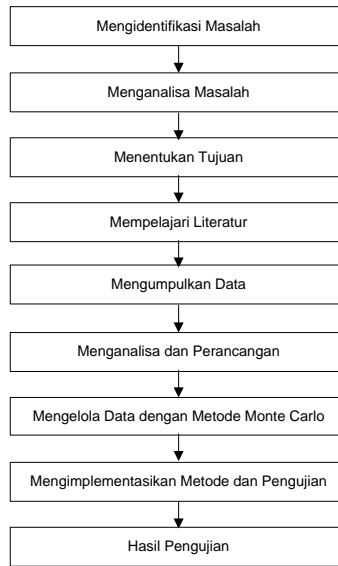 Mengidentifikasi Masalah
Menganalisa Masalah
Menentukan Tujuan
Mempelajari Literatur
Mengumpulkan Data
Menganalisa dan Perancangan
Mengelola Data dengan Metode Monte Carlo
Mengimplementasikan Metode dan Pengujian
Hasil Pengujian